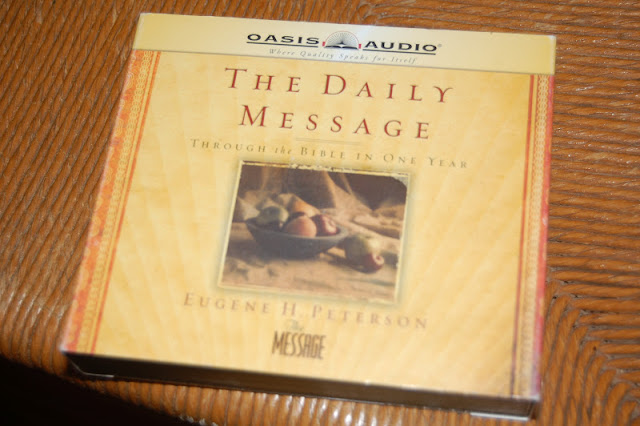 OASIS AUDIO®
Where Quality Speaks for Itself
THE DAILY
MESSAGE
THROUGH the BIBLE IN ONE YEAR
EUGENE H. PETERSON
The
MESSAGE